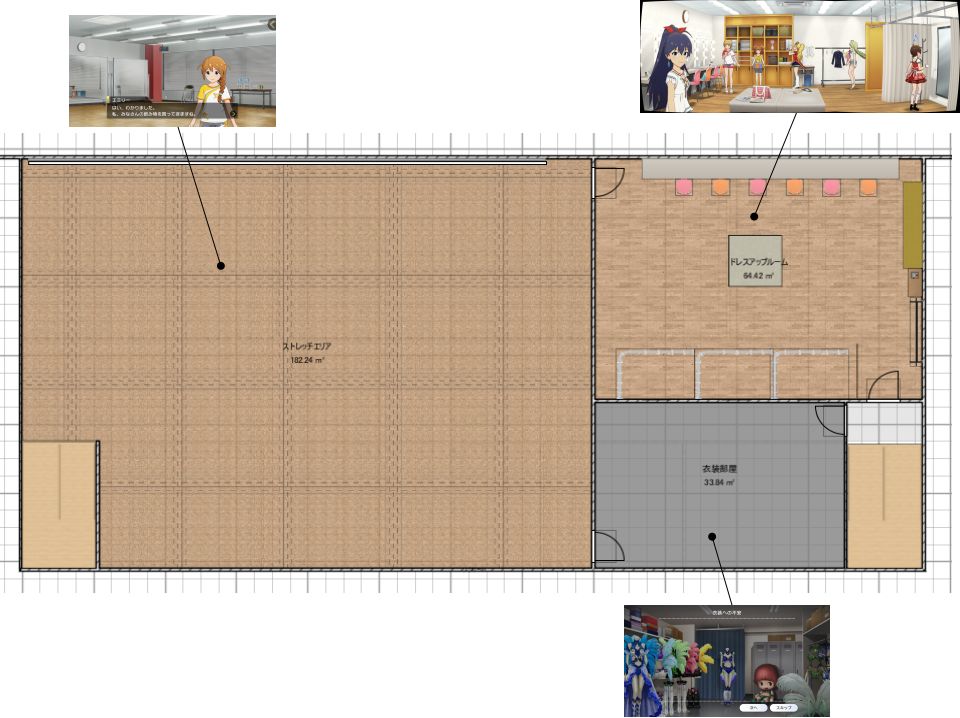 エミリー
はい、わかりました。
私、みなさんの飲み物を買ってきますね。
ドレスアップルーム
64.42 ㎡
ストレッチエリア
182.24 ㎡
衣装部屋
33.84 ㎡
衣装への不安
次へ
スキップ